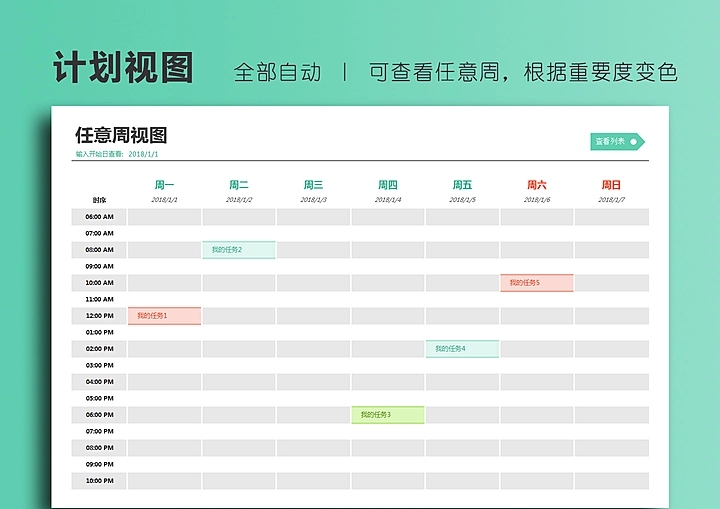 计划视图 全部自动 | 可查看任意周，根据重要度变色
任意周视图
查看列表
输入开始日查看: 2018/1/1
周一 周二 周三 周四 周五 周六 周日
时序 2018/1/1 2018/1/2 2018/1/3 2018/1/4 2018/1/5 2018/1/6 2018/1/7
06:00 AM
07:00 AM
08:00 AM 我的任务2
09:00 AM
10:00 AM 我的任务5
11:00 AM
12:00 PM 我的任务1
01:00 PM
02:00 PM 我的任务4
03:00 PM
04:00 PM
05:00 PM
06:00 PM 我的任务3
07:00 PM
08:00 PM
09:00 PM
10:00 PM